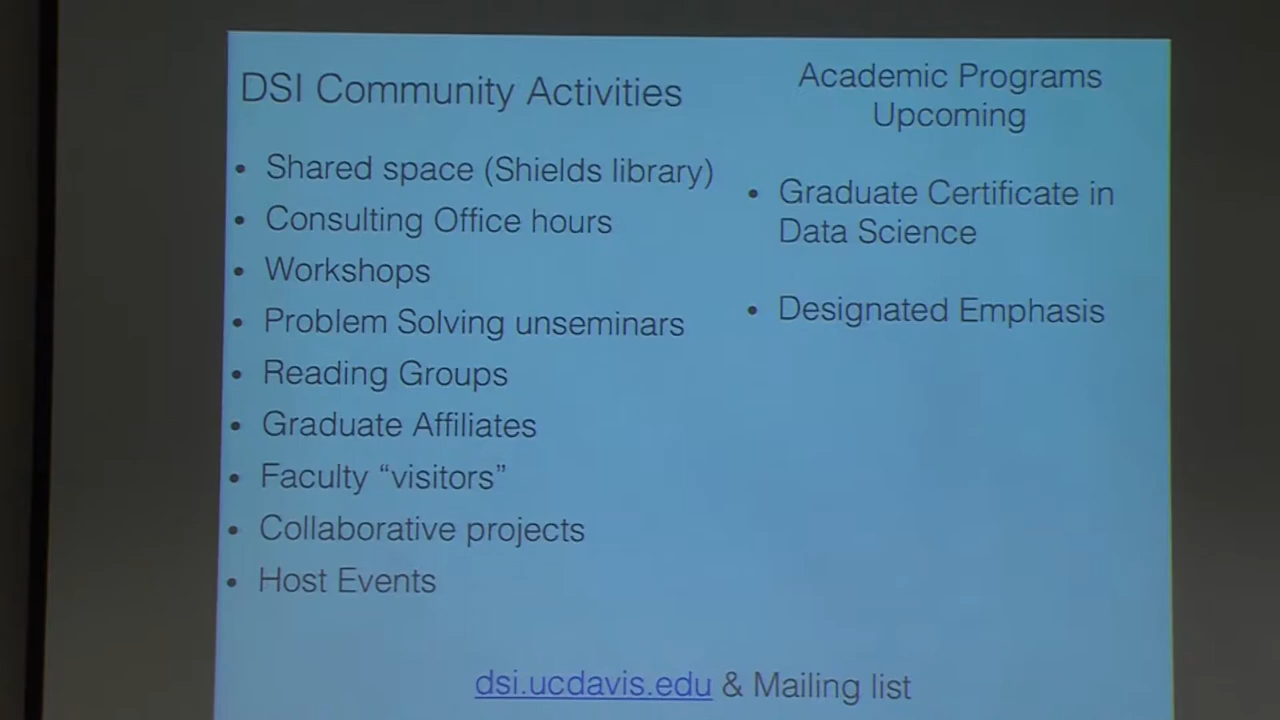 DSI Community Activities
• Shared space (Shields library)
• Consulting Office hours
• Workshops
• Problem Solving unseminars
• Reading Groups
• Graduate Affiliates
• Faculty “visitors”
• Collaborative projects
• Host Events
Academic Programs
Upcoming
• Graduate Certificate in
Data Science
• Designated Emphasis
dsi.ucdavis.edu & Mailing list